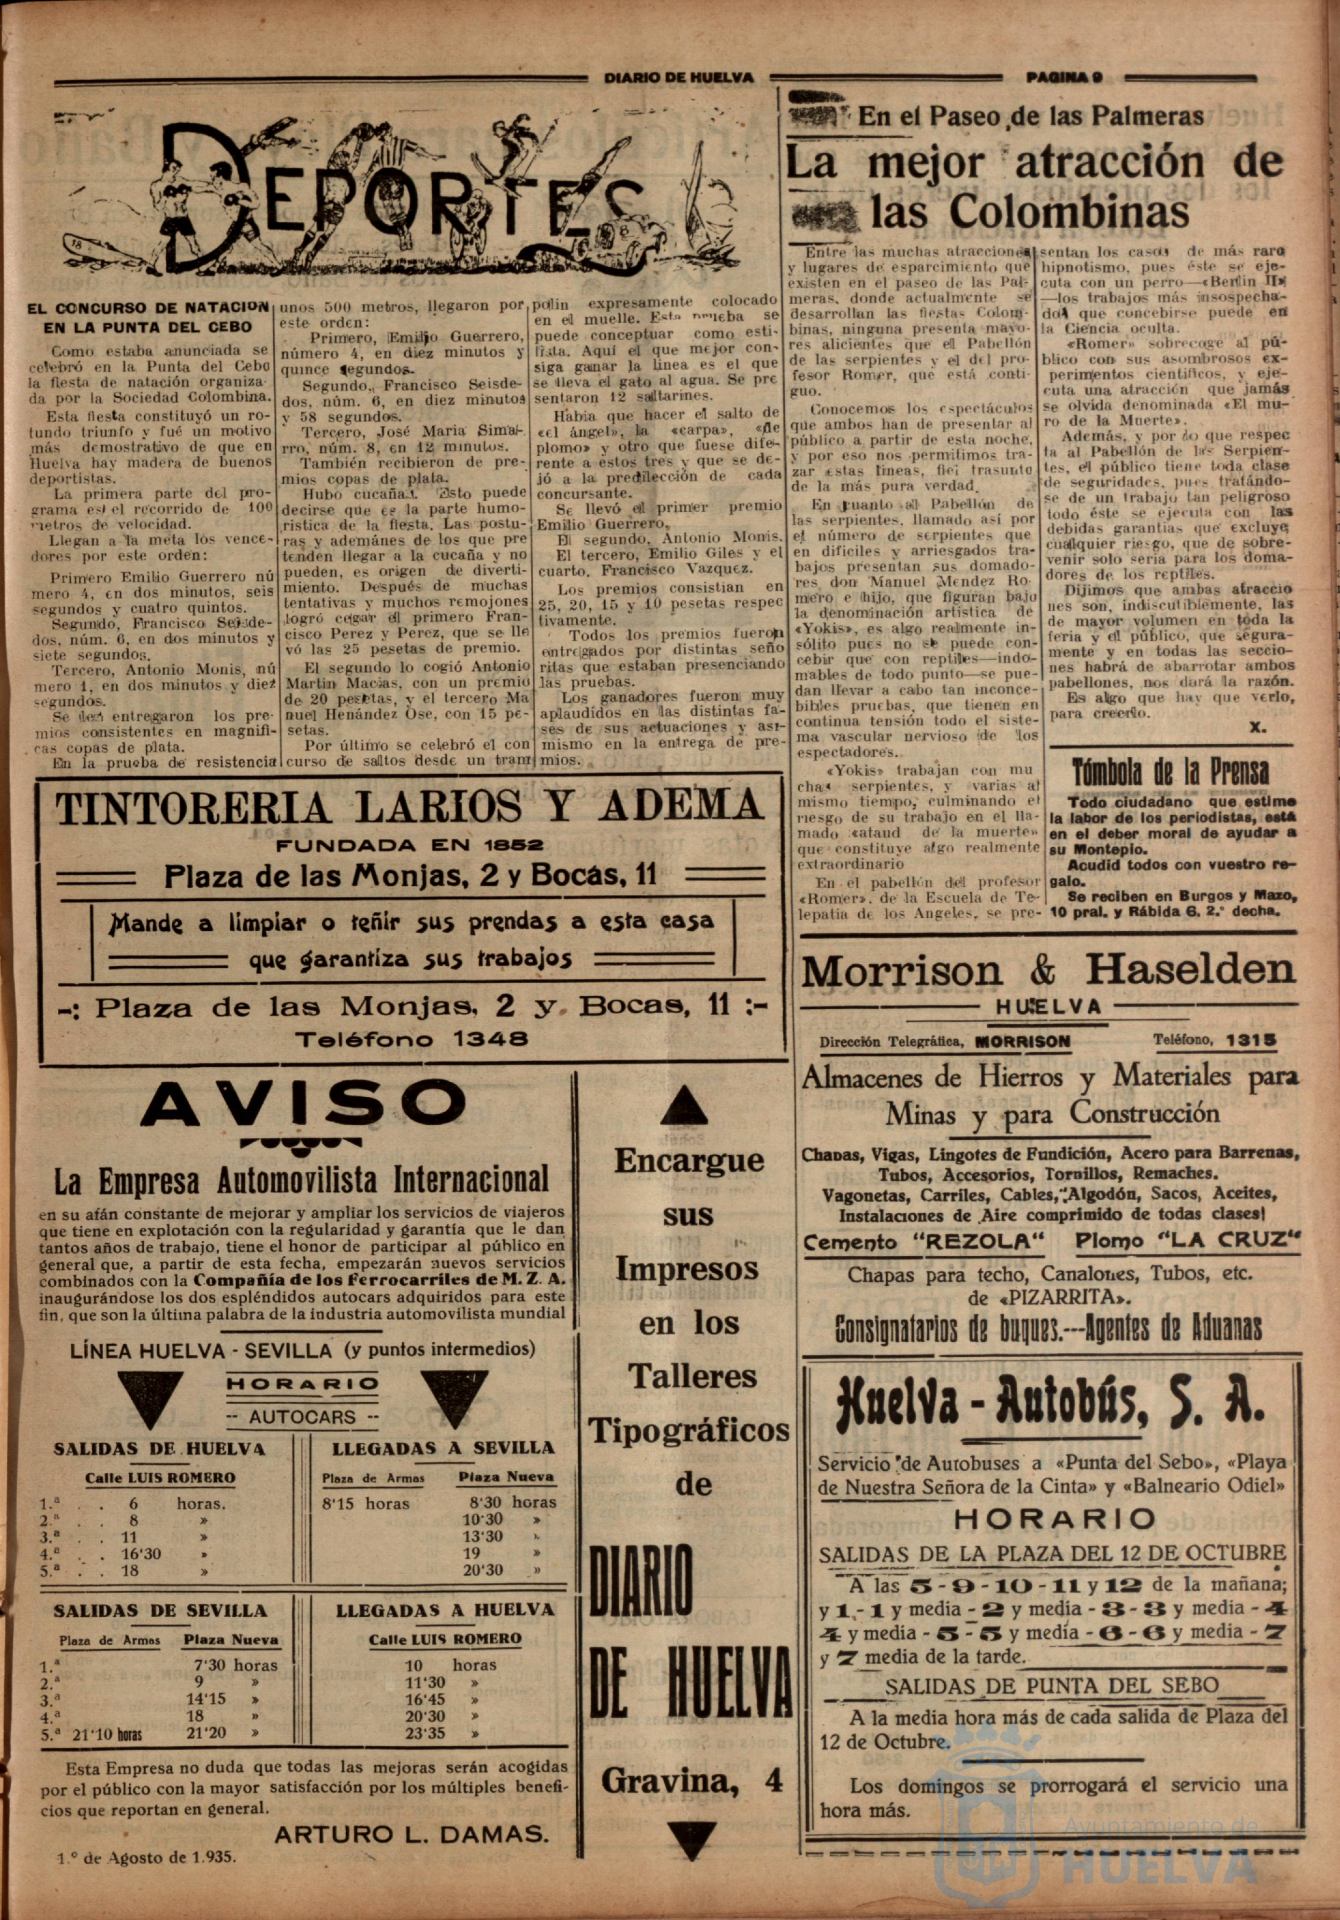 DIARIO DE HUELVA
PAGINA 9
DEPORTES
EL CONCURSO DE NATACION
EN LA PUNTA DEL CEBO
Como estaba anunciada se
celebró en la Punta del Cebo
la fiesta de natación organiza-
da por la Sociedad Colombina.
Esta fiesta constituyó un ro-
tundo triunfo y fué un motivo
más demostrativo de que en
Huelva hay madera de buenos
deportistas.
La primera parte del pro-
grama es el recorrido de 100
metros de velocidad.
Llegan a la meta los vence-
dores por este orden:
Primero Emilio Guerrero nú
mero 4, en dos minutos, seis
segundos y cuatro quintos.
Segundo, Francisco Seisde-
dos, núm. 6, en dos minutos y
siete segundos.
Tercero, Antonio Monis, nú
mero 1, en dos minutos y diez
segundos.
Se les entregaron los pre-
mios consistentes en magnífi-
cas copas de plata.
En la prueba de resistencia
unos 500 metros, llegaron por
este orden:
Primero, Emilio Guerrero,
número 4, en diez minutos y
quince segundos.
Segundo, Francisco Seisde-
dos, núm. 6, en diez minutos
y 58 segundos.
Tercero, José Maria Simar-
rro, núm. 8, en 12 minutos.
También recibieron de pre-
mios copas de plata.
Hubo cucañas. Esto puede
decirse que es la parte humo-
ristica de la fiesta. Las postu-
ras y ademánes de los que pre
tenden llegar a la cucaña y no
pueden, es origen de diverti-
miento. Después de muchas
tentativas y muchos remojones
logró coger el primero Fran-
cisco Perez y Perez, que se lle
vó las 25 pesetas de premio.
El segundo lo cogió Antonio
Martin Macias, con un premio
de 20 pesetas, y el tercero Ma
nuel Henández Ose, con 15 pe-
setas.
Por último se celebró el con
curso de saltos desde un tram
polin expresamente colocado
en el muelle. Esta prueba se
puede conceptuar como esti-
lista. Aquí el que mejor con-
siga ganar la linea es el que
se lleva el gato al agua. Se pre
sentaron 12 saltarines.
Habia que hacer el salto de
«el ángel», la «carpa», «de
plomo» y otro que fuese dife-
rente a estos tres y que se de-
jó a la predilección de cada
concursante.
Se llevó el primer premio
Emilio Guerrero.
El segundo, Antonio Monis.
El tercero, Emilio Giles y el
cuarto, Francisco Vazquez.
Los premios consistian en
25, 20, 15 y 10 pesetas respec
tivamente.
Todos los premios fueron
entregados por distintas seño
ritas que estaban presenciando
las pruebas.
Los ganadores fueron muy
aplaudidos en las distintas fa-
ses de sus actuaciones y asi-
mismo en la entrega de pre-
mios.
En el Paseo de las Palmeras
La mejor atracción de
las Colombinas
Entre las muchas atracciones
y lugares de esparcimiento que
existen en el paseo de las Pal-
meras, donde actualmente se
desarrollan las fiestas Colom-
binas, ninguna presenta mayo-
res alicientes que el Pabellón
de las serpientes y el del pro-
fesor Romer, que está conti-
guo.
Conocemos los espectáculos
que ambos han de presentar al
público a partir de esta noche,
y por eso nos permitimos tra-
zar estas lineas, fiel trasunto
de la más pura verdad.
En cuanto al Pabellón de
las serpientes, llamado así por
el número de serpientes que
en dificiles y arriesgados tra-
bajos presentan sus domado-
res don Manuel Mendez Ro-
mero e hijo, que figuran bajo
la denominación artistica de
«Yokis», es algo realmente in-
sólito pues no se puede con-
cebir que con reptiles—indo-
mables de todo punto—se pue-
dan llevar a cabo tan inconce-
bibles pruebas, que tienen en
continua tensión todo el siste-
ma vascular nervioso de los
espectadores.
«Yokis» trabajan con mu
chas serpientes, y varias al
mismo tiempo, culminando el
riesgo de su trabajo en el lla-
mado «ataud de la muerte»
que constituye algo realmente
extraordinario
En el pabellón del profesor
«Romer», de la Escuela de Te-
lepatia de los Angeles, se pre-
sentan los casos de más raro
hipnotismo, pues éste se eje-
cuta con un perro—«Berlin II»
—los trabajos más insospecha-
dos que concebirse puede en
la Ciencia oculta.
«Romer» sobrecoge al pú-
blico con sus asombrosos ex-
perimentos cientificos, y eje-
cuta una atracción que jamás
se olvida denominada «El mu-
ro de la Muerte».
Además, y por lo que respec
ta al Pabellón de las Serpien-
tes, el público tiene toda clase
de seguridades, pues tratándo-
se de un trabajo tan peligroso
todo éste se ejecuta con las
debidas garantias que excluye
cualquier riesgo, que de sobre-
venir solo seria para los doma-
dores de los reptiles.
Dijimos que ambas atraccio
nes son, indiscutiblemente, las
de mayor volumen en toda la
feria y el público, que segura-
mente y en todas las seccio-
nes habrá de abarrotar ambos
pabellones, nos dará la razón.
Es algo que hay que verlo,
para creerlo.
X.
Tómbola de la Prensa
Todo ciudadano que estime
la labor de los periodistas, está
en el deber moral de ayudar a
su Montepio.
Acudid todos con vuestro re-
galo.
Se reciben en Burgos y Mazo,
10 pral. y Rábida 6, 2.º decha.
TINTORERIA LARIOS Y ADEMA
FUNDADA EN 1852
Plaza de las Monjas, 2 y Bocas, 11
Mande a limpiar o teñir sus prendas a esta casa
que garantiza sus trabajos
-: Plaza de las Monjas, 2 y Bocas, 11 :-
Teléfono 1348
AVISO
La Empresa Automovilista Internacional
en su afán constante de mejorar y ampliar los servicios de viajeros
que tiene en explotación con la regularidad y garantía que le dan
tantos años de trabajo, tiene el honor de participar al público en
general que, a partir de esta fecha, empezarán nuevos servicios
combinados con la Compañía de los Ferrocarriles de M. Z. A.
inaugurándose los dos espléndidos autocars adquiridos para este
fin, que son la última palabra de la industria automovilista mundial
LÍNEA HUELVA - SEVILLA (y puntos intermedios)
HORARIO
-- AUTOCARS --
SALIDAS DE HUELVA
Calle LUIS ROMERO
1.ª . . 6 horas.
2.ª . . 8 »
3.ª . . 11 »
4.ª . . 16'30 »
5.ª . . 18 »
LLEGADAS A SEVILLA
Plaza de Armas Plaza Nueva
8'15 horas 8'30 horas
10'30 »
13'30 »
19 »
20'30 »
SALIDAS DE SEVILLA
Plaza de Armas Plaza Nueva
1.ª 7'30 horas
2.ª 9 »
3.ª 14'15 »
4.ª 18 »
5.ª 21'10 horas 21'20 »
LLEGADAS A HUELVA
Calle LUIS ROMERO
10 horas
11'30 »
16'45 »
20'30 »
23'35 »
Esta Empresa no duda que todas las mejoras serán acogidas
por el público con la mayor satisfacción por los múltiples benefi-
cios que reportan en general.
ARTURO L. DAMAS.
1.º de Agosto de 1.935.
Encargue
sus
Impresos
en los
Talleres
Tipográficos
de
DIARIO
DE HUELVA
Gravina, 4
Morrison & Haselden
HUELVA
Dirección Telegráfica, MORRISON Teléfono, 1315
Almacenes de Hierros y Materiales para
Minas y para Construcción
Chapas, Vigas, Lingotes de Fundición, Acero para Barrenas,
Tubos, Accesorios, Tornillos, Remaches.
Vagonetas, Carriles, Cables, Algodón, Sacos, Aceites,
Instalaciones de Aire comprimido de todas clases!
Cemento "REZOLA" Plomo "LA CRUZ"
Chapas para techo, Canalones, Tubos, etc.
de «PIZARRITA».
Consignatarios de buques.---Agentes de Aduanas
Huelva - Autobús, S. A.
Servicio de Autobuses a «Punta del Sebo», «Playa
de Nuestra Señora de la Cinta» y «Balneario Odiel»
HORARIO
SALIDAS DE LA PLAZA DEL 12 DE OCTUBRE
A las 5 - 9 - 10 - 11 y 12 de la mañana;
y 1 - 1 y media - 2 y media - 3 - 3 y media - 4
4 y media - 5 - 5 y media - 6 - 6 y media - 7
y 7 media de la tarde.
SALIDAS DE PUNTA DEL SEBO
A la media hora más de cada salida de Plaza del
12 de Octubre.
Los domingos se prorrogará el servicio una
hora más.
Ayuntamiento de
HUELVA